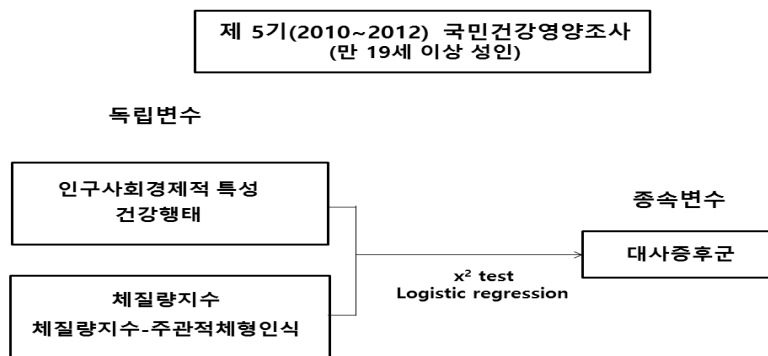 제 5기(2010~2012) 국민건강영양조사
(만 19세 이상 성인)
독립변수
인구사회경제적 특성
건강행태
종속변수
대사증후군
x² test
Logistic regression
체질량지수
체질량지수-주관적체형인식